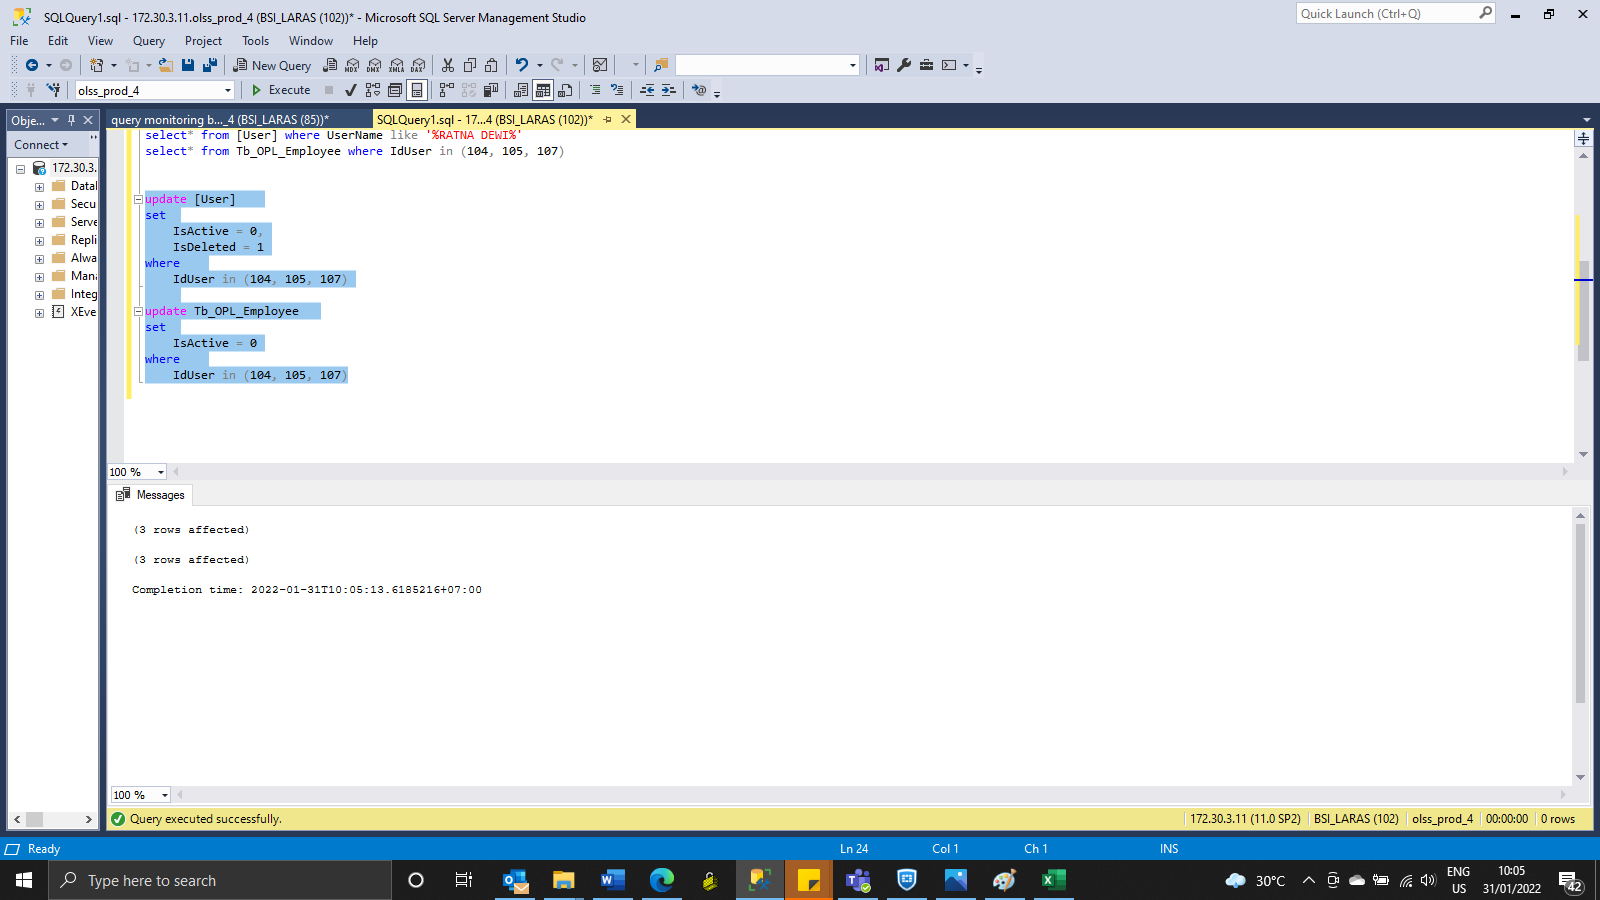 SQLQuery1.sql - 172.30.3.11.olss_prod_4 (BSI_LARAS (102))* - Microsoft SQL Server Management Studio
Quick Launch (Ctrl+Q)
File Edit View Query Project Tools Window Help
New Query
MDX DMX XMLA DAX
olss_prod_4
Execute
Obje...
query monitoring b..._4 (BSI_LARAS (85))*
SQLQuery1.sql - 17...4 (BSI_LARAS (102))*
Connect
172.30.3.
Datal
Secu
Serve
Repli
Alwa
Mana
Integ
XEve
select* from [User] where UserName like '%RATNA DEWI%'
select* from Tb_OPL_Employee where IdUser in (104, 105, 107)
update [User]
set
IsActive = 0,
IsDeleted = 1
where
IdUser in (104, 105, 107)
update Tb_OPL_Employee
set
IsActive = 0
where
IdUser in (104, 105, 107)
100 %
Messages
(3 rows affected)
(3 rows affected)
Completion time: 2022-01-31T10:05:13.6185216+07:00
100 %
Query executed successfully.
172.30.3.11 (11.0 SP2) BSI_LARAS (102) olss_prod_4 00:00:00 0 rows
Ready
Ln 24 Col 1 Ch 1 INS
Type here to search
30°C
ENG
US
10:05
31/01/2022
42